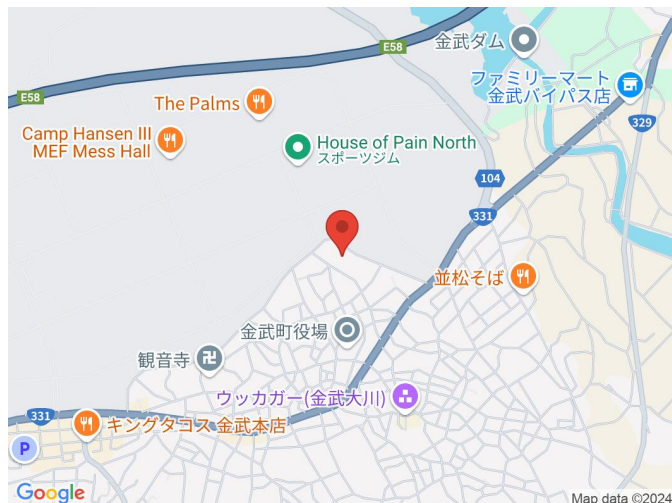 E58
金武ダム
E58
ファミリーマート
金武バイパス店
The Palms
329
Camp Hansen III
MEF Mess Hall
House of Pain North
スポーツジム
104
331
並松そば
金武町役場
観音寺
卍
ウッカガー(金武大川)
331
キングタコス 金武本店
P
Google
Map data ©2024